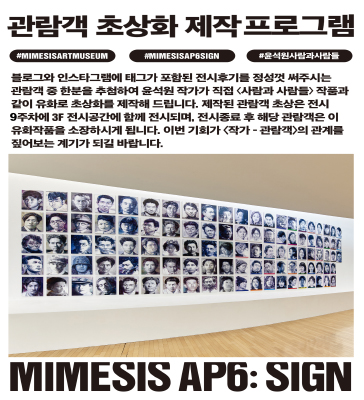 관람객 초상화 제작 프로그램
#MIMESISARTMUSEUM #MIMESISAP6SIGN #윤석원사람과사람들
블로그와 인스타그램에 태그가 포함된 전시후기를 정성껏 써주시는
관람객 중 한분을 추첨하여 윤석원 작가가 직접 <사람과 사람들> 작품과
같이 유화로 초상화를 제작해 드립니다. 제작된 관람객 초상은 전시
9주차에 3F 전시공간에 함께 전시되며, 전시종료 후 해당 관람객은 이
유화작품을 소장하시게 됩니다. 이번 기회가 <작가 - 관람객>의 관계를
짚어보는 계기가 되길 바랍니다.
MIMESIS AP6: SIGN